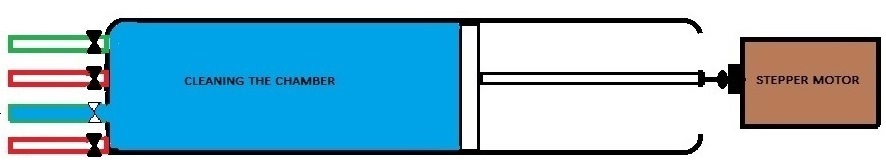 CLEANING THE CHAMBER
STEPPER MOTOR